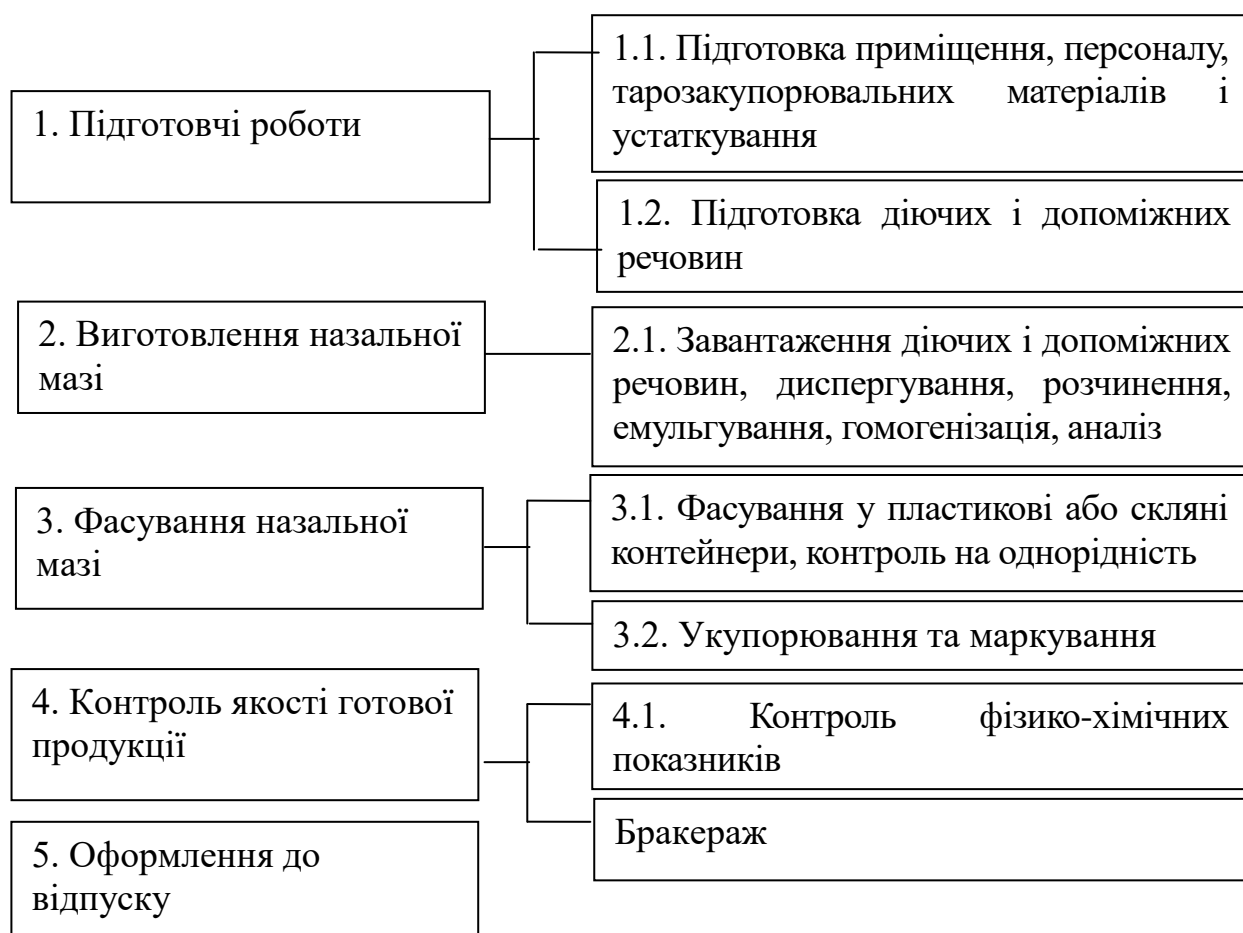 1. Підготовчі роботи
1.1. Підготовка приміщення, персоналу,
тарозакупорювальних матеріалів і
устаткування
1.2. Підготовка діючих і допоміжних
речовин
2. Виготовлення назальної
мазі
2.1. Завантаження діючих і допоміжних
речовин, диспергування, розчинення,
емульгування, гомогенізація, аналіз
3. Фасування назальної
мазі
3.1. Фасування у пластикові або скляні
контейнери, контроль на однорідність
3.2. Укупорювання та маркування
4. Контроль якості готової
продукції
4.1. Контроль фізико-хімічних
показників
Бракераж
5. Оформлення до
відпуску